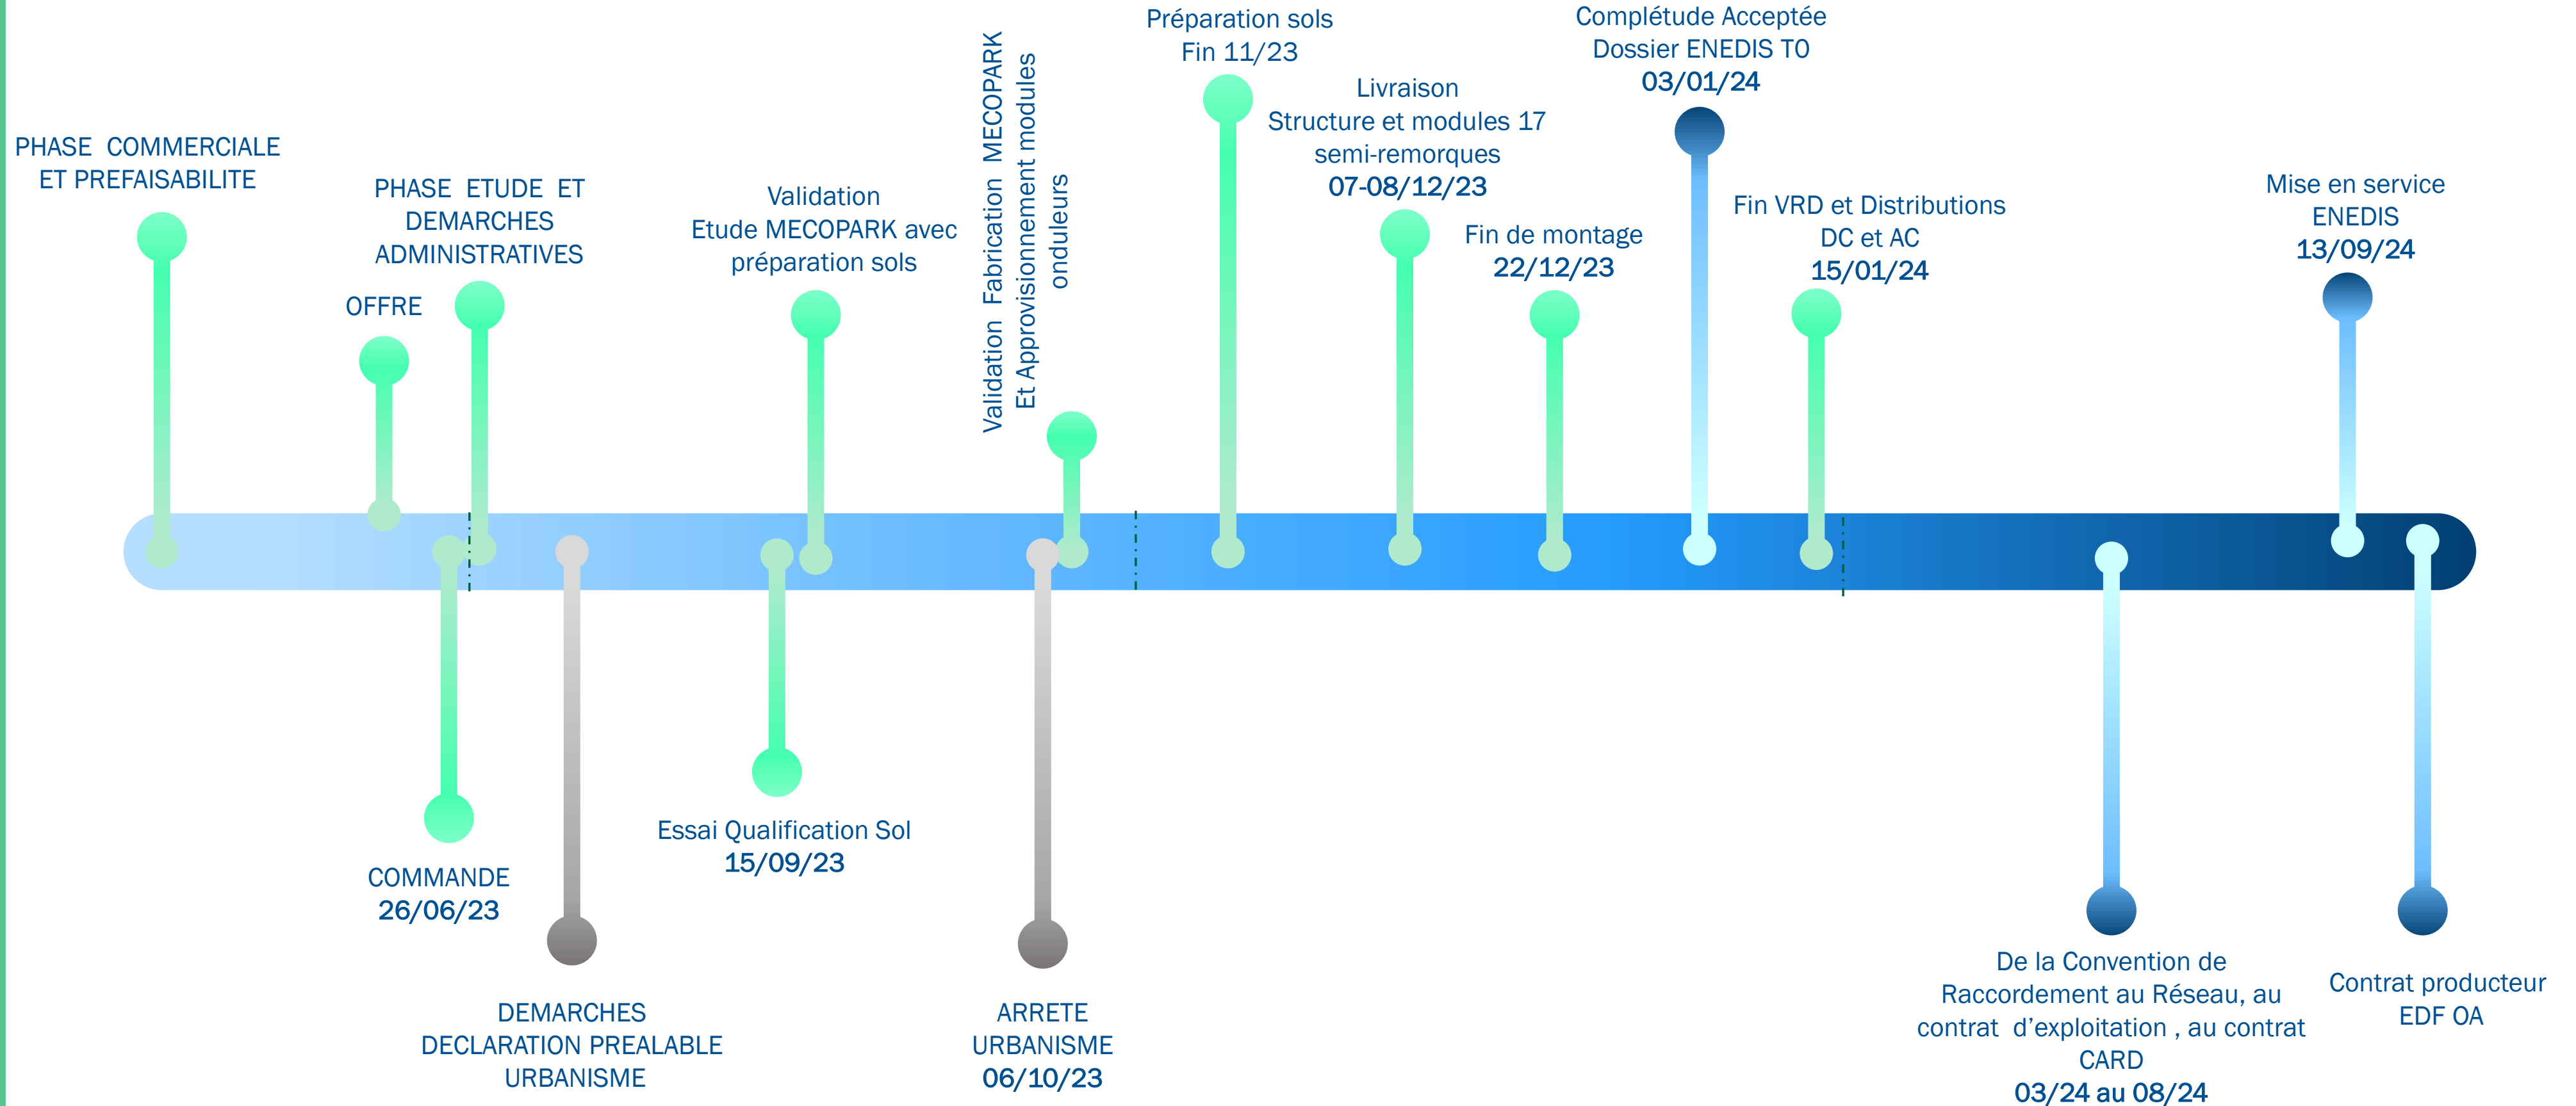 PHASE COMMERCIALE
ET PREFAISABILITE
OFFRE
PHASE ETUDE ET
DEMARCHES
ADMINISTRATIVES
Validation
Etude MECOPARK avec
préparation sols
Validation Fabrication MECOPARK
Et Approvisionnement modules
onduleurs
Préparation sols
Fin 11/23
Livraison
Structure et modules 17
semi-remorques
07-08/12/23
Fin de montage
22/12/23
Complétude Acceptée
Dossier ENEDIS T0
03/01/24
Fin VRD et Distributions
DC et AC
15/01/24
Mise en service
ENEDIS
13/09/24
COMMANDE
26/06/23
DEMARCHES
DECLARATION PREALABLE
URBANISME
Essai Qualification Sol
15/09/23
ARRETE
URBANISME
06/10/23
De la Convention de
Raccordement au Réseau, au
contrat d’exploitation , au contrat
CARD
03/24 au 08/24
Contrat producteur
EDF OA